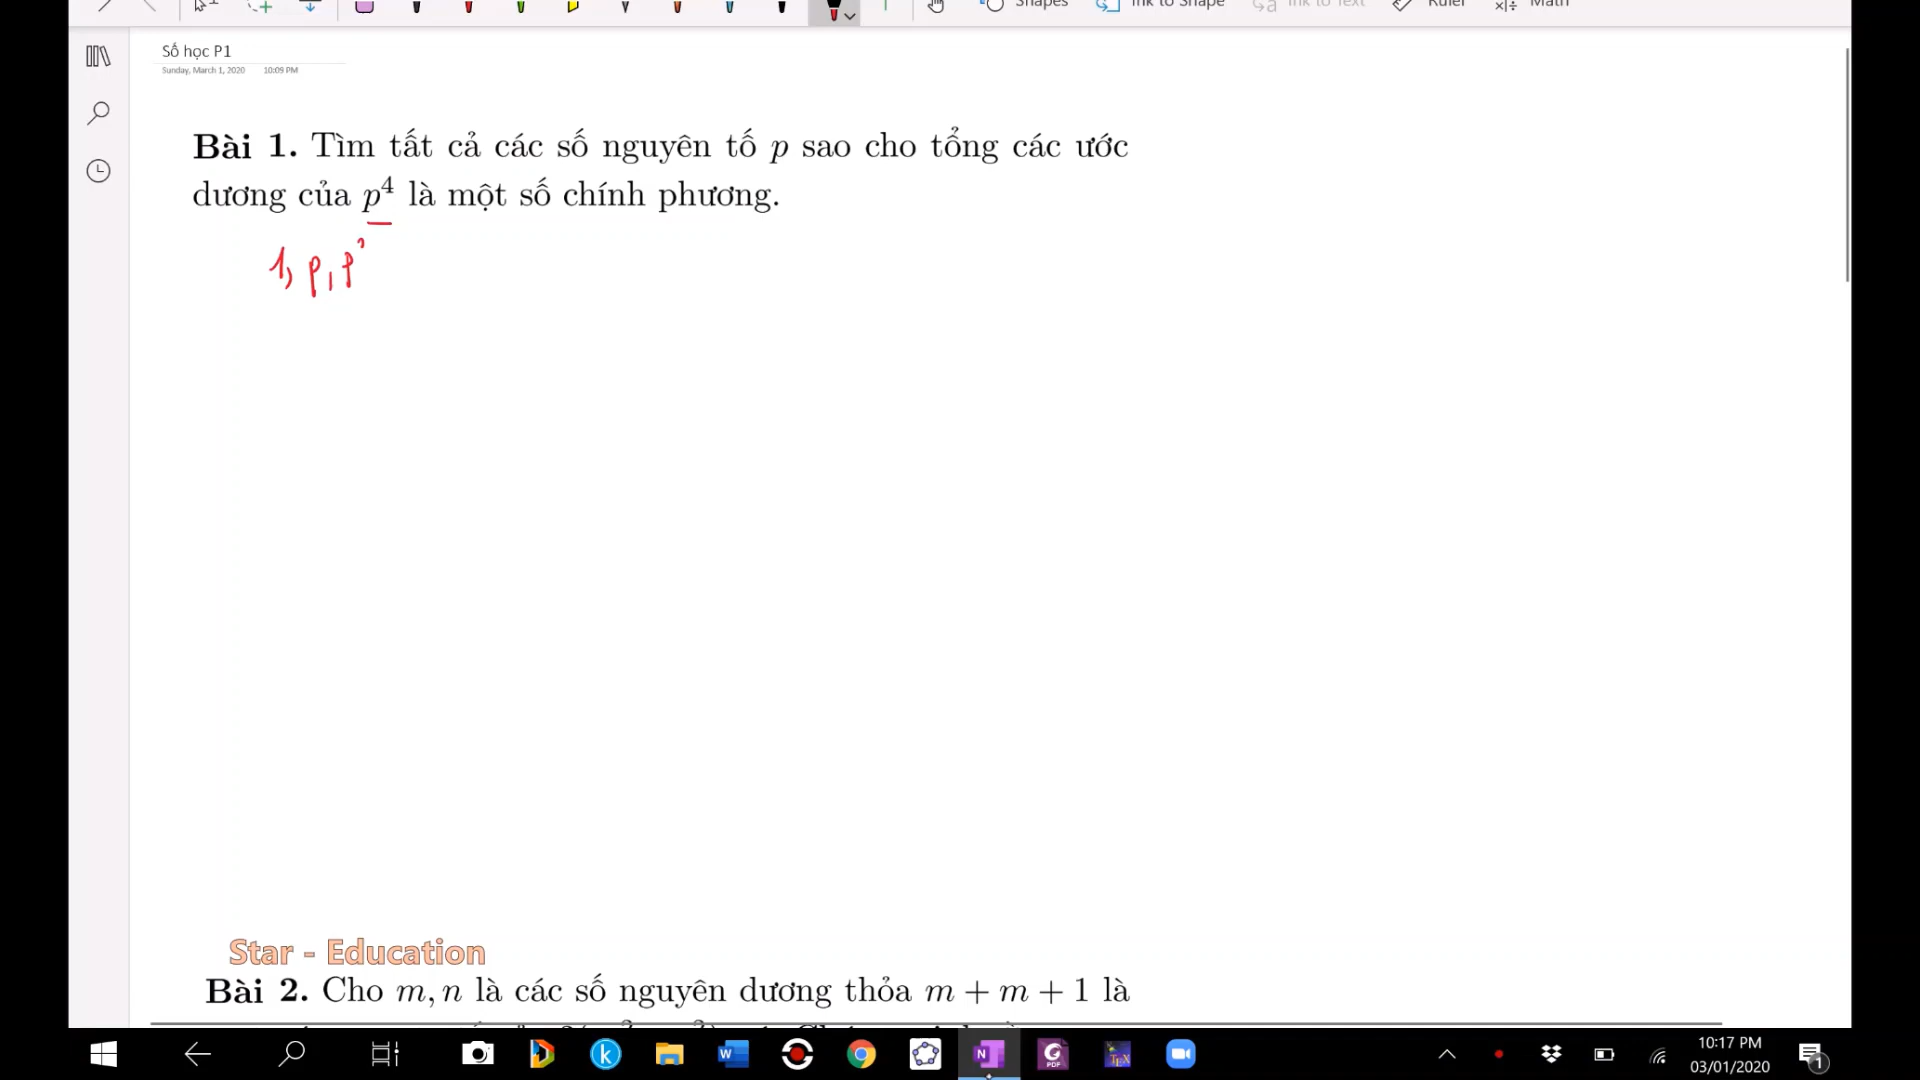 Shapes
Ink to Shape
Ink to Text
Ruler
Math
Số học P1
Sunday, March 1, 2020 10:09 PM
Bài 1. Tìm tất cả các số nguyên tố p sao cho tổng các ước
dương của p⁴ là một số chính phương.
1, p, p²
Star - Education
Bài 2. Cho m, n là các số nguyên dương thỏa m + m + 1 là
10:17 PM
03/01/2020
1